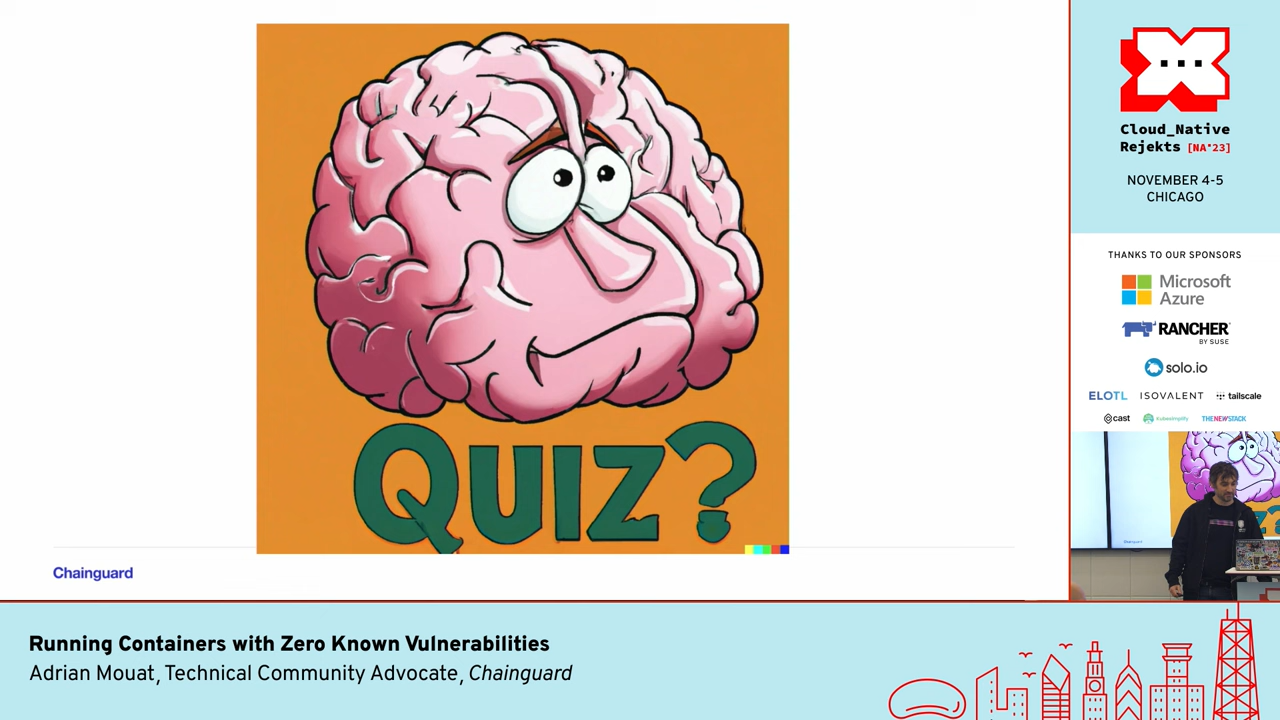 QUIZ?
Chainguard
Cloud_Native
Rejekts [NA'23]
NOVEMBER 4-5
CHICAGO
THANKS TO OUR SPONSORS
Microsoft
Azure
RANCHER
BY SUSE
solo.io
ELOTL ISOVALENT tailscale
cast kubesimplify THENEWSTACK
Running Containers with Zero Known Vulnerabilities
Adrian Mouat, Technical Community Advocate, Chainguard